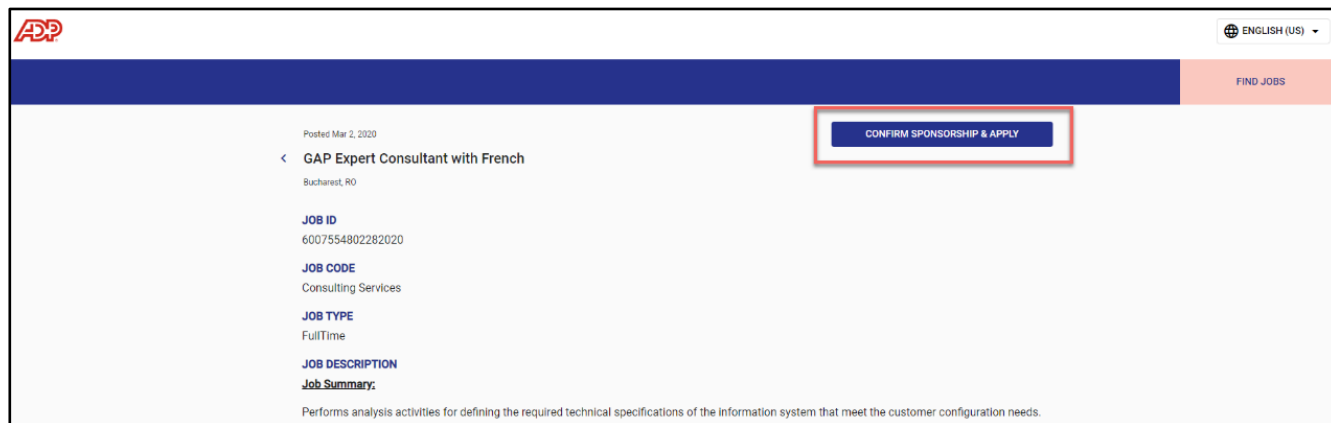 ADP
ENGLISH (US)
FIND JOBS
Posted Mar 2, 2020
CONFIRM SPONSORSHIP & APPLY
GAP Expert Consultant with French
Bucharest, RO
JOB ID
6007554802282020
JOB CODE
Consulting Services
JOB TYPE
FullTime
JOB DESCRIPTION
Job Summary:
Performs analysis activities for defining the required technical specifications of the information system that meet the customer configuration needs.